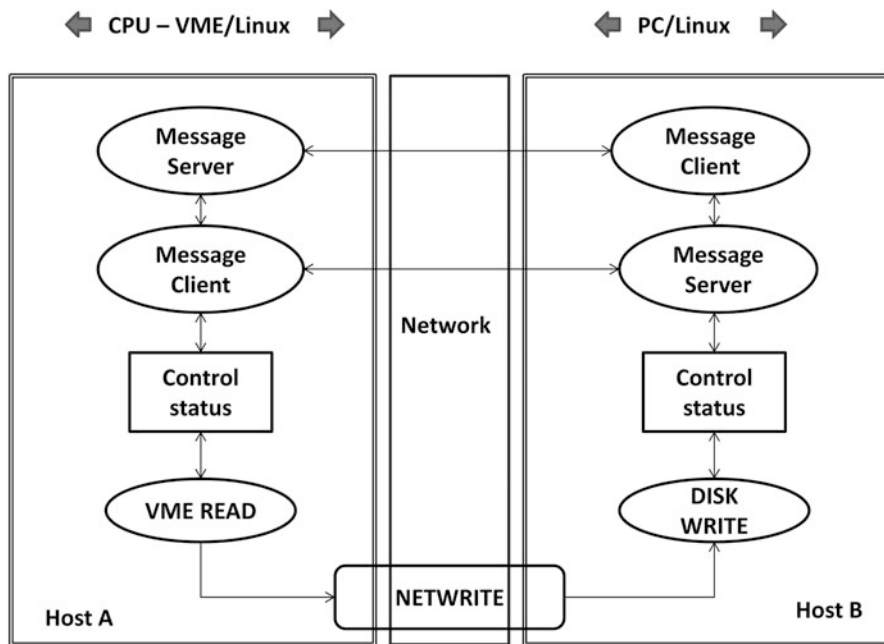 CPU – VME/Linux
PC/Linux
Message
Server
Message
Client
Message
Client
Message
Server
Network
Control
status
Control
status
VME READ
DISK
WRITE
NETWRITE
Host A
Host B